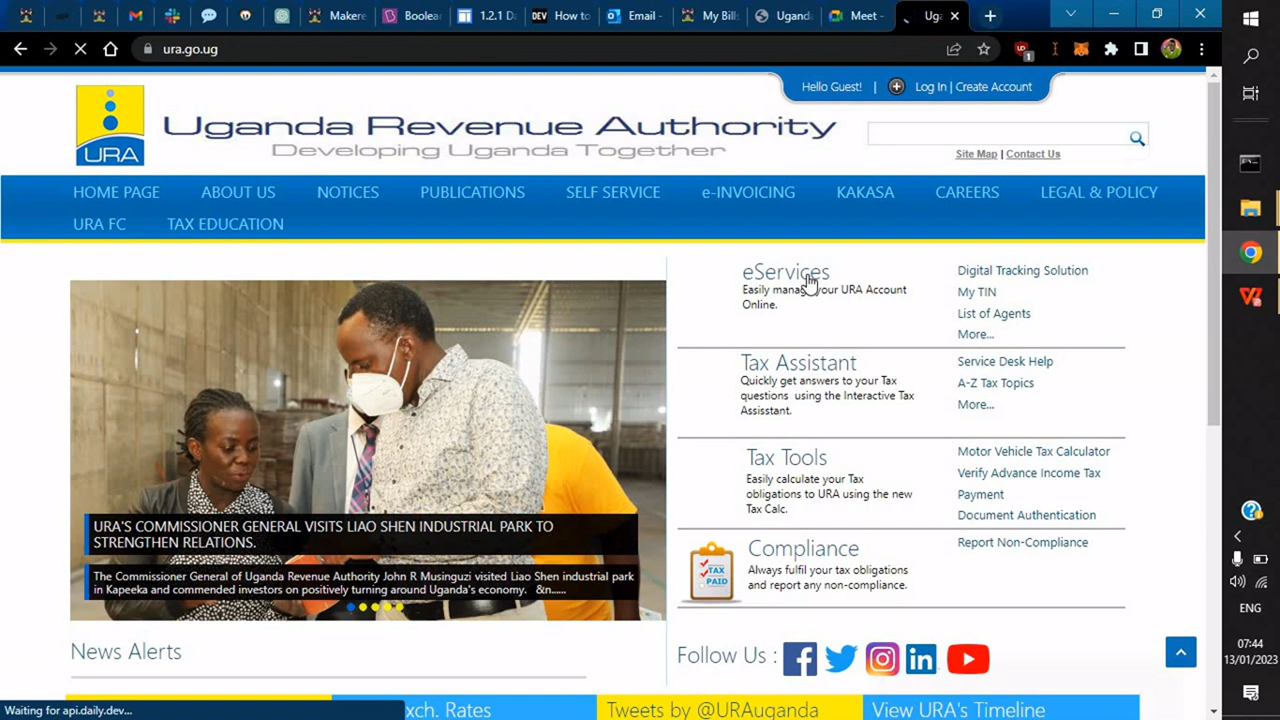 Makere
Boolea
1.2.1 D
DEV How to
Email -
My Bill
Ugand
Meet -
Uga
ura.go.ug
1
Hello Guest! | Log In | Create Account
URA
Uganda Revenue Authority
Developing Uganda Together
Site Map | Contact Us
HOME PAGE ABOUT US NOTICES PUBLICATIONS SELF SERVICE e-INVOICING KAKASA CAREERS LEGAL & POLICY
URA FC TAX EDUCATION
eServices
Easily manage your URA Account
Online.
Digital Tracking Solution
My TIN
List of Agents
More...
Tax Assistant
Quickly get answers to your Tax
questions using the Interactive Tax
Assisstant.
Service Desk Help
A-Z Tax Topics
More...
Tax Tools
Easily calculate your Tax
obligations to URA using the new
Tax Calc.
Motor Vehicle Tax Calculator
Verify Advance Income Tax
Payment
Document Authentication
TAX
PAID
Compliance
Always fulfil your tax obligations
and report any non-compliance.
Report Non-Compliance
URA'S COMMISSIONER GENERAL VISITS LIAO SHEN INDUSTRIAL PARK TO
STRENGTHEN RELATIONS.
The Commissioner General of Uganda Revenue Authority John R Musinguzi visited Liao Shen industrial park
in Kapeeka and commended investors on positively turning around Uganda's economy. &n......
News Alerts
Follow Us :
Waiting for api.daily.dev...
xch. Rates
Tweets by @URAuganda
View URA's Timeline
ENG
07:44
13/01/2023